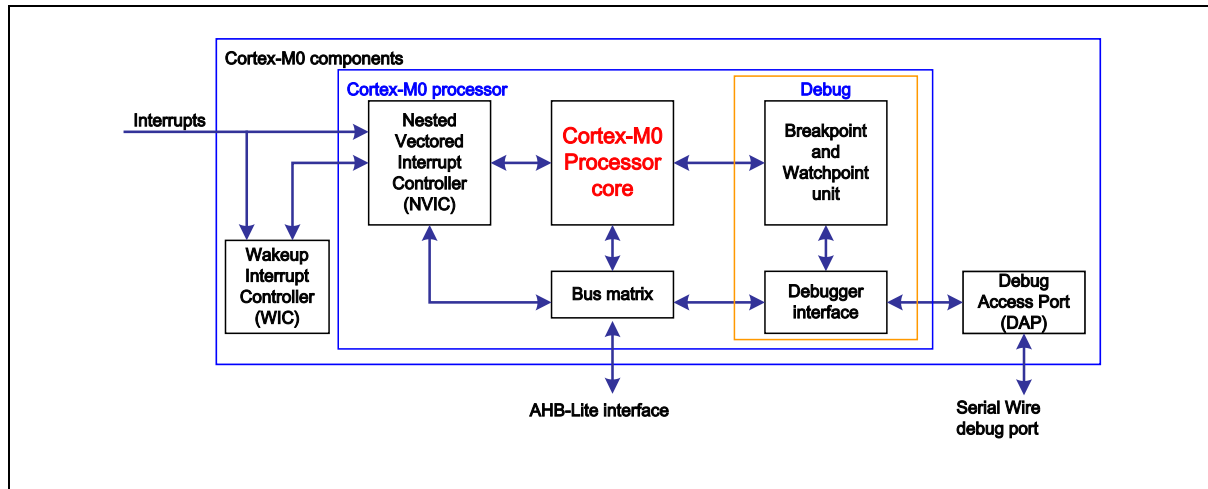 Cortex-M0 components
Cortex-M0 processor
Debug
Interrupts
Nested
Vectored
Interrupt
Controller
(NVIC)
Cortex-M0
Processor
core
Breakpoint
and
Watchpoint
unit
Wakeup
Interrupt
Controller
(WIC)
Bus matrix
Debugger
interface
Debug
Access Port
(DAP)
AHB-Lite interface
Serial Wire
debug port